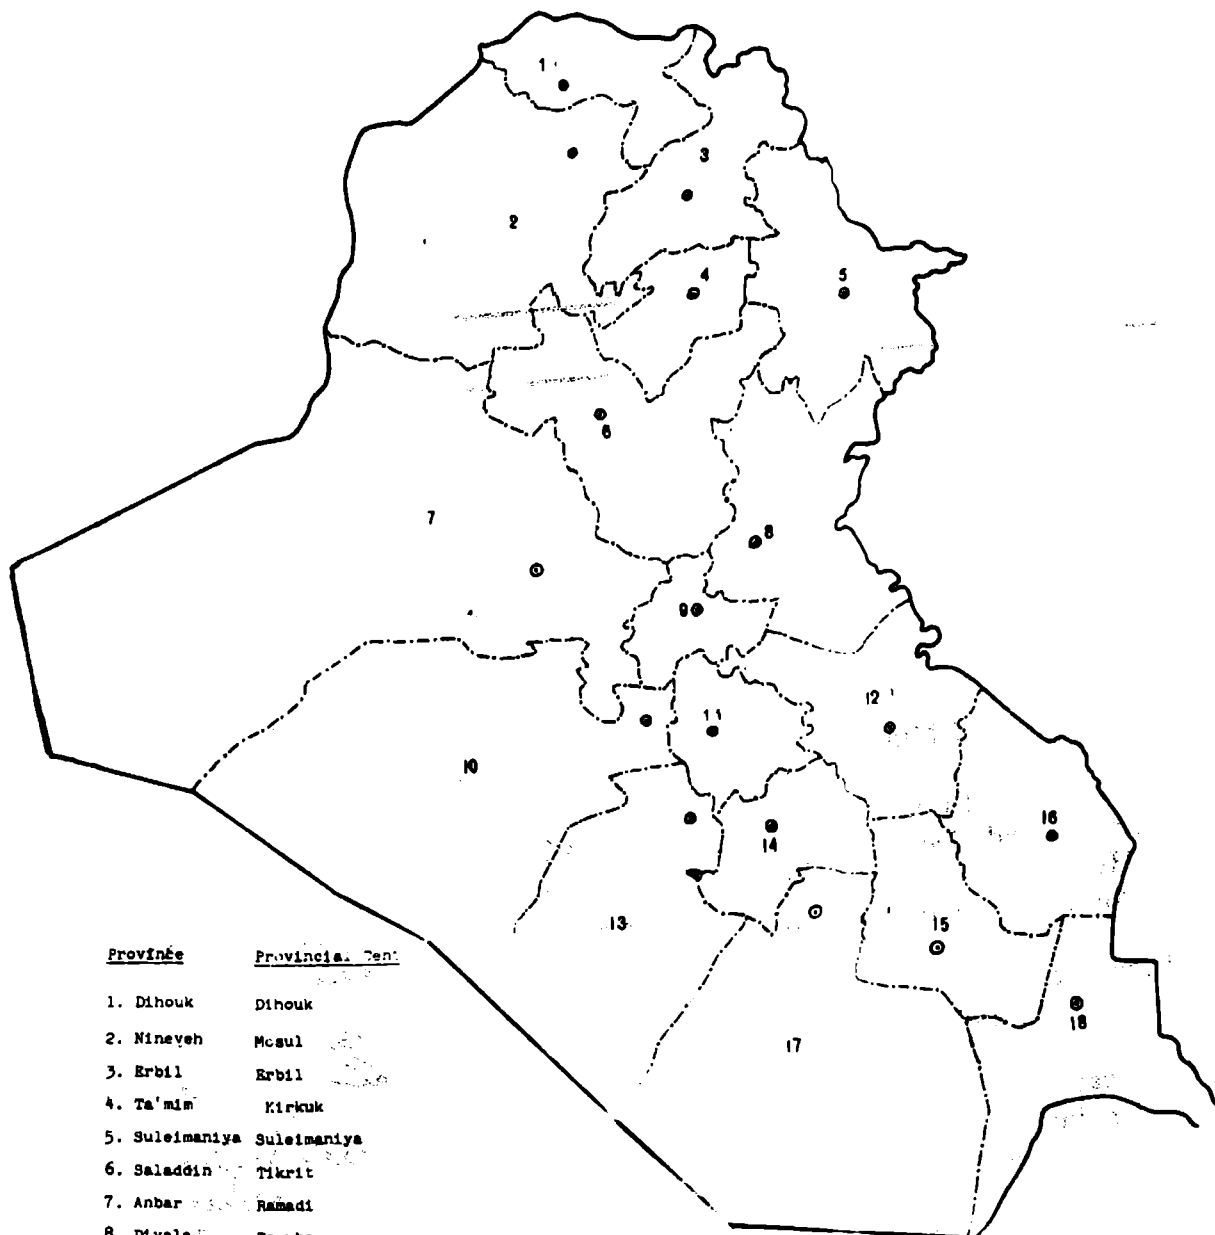 1
3
2
4
5
6
7
8
9
12
11
10
16
14
13
15
18
17
Province
1. Dihouk Dihouk
2. Nineveh Mosul
3. Erbil Erbil
4. Ta'mim Kirkuk
5. Suleimaniya Suleimaniya
6. Saladdin Tikrit
7. Anbar Ramadi
8.